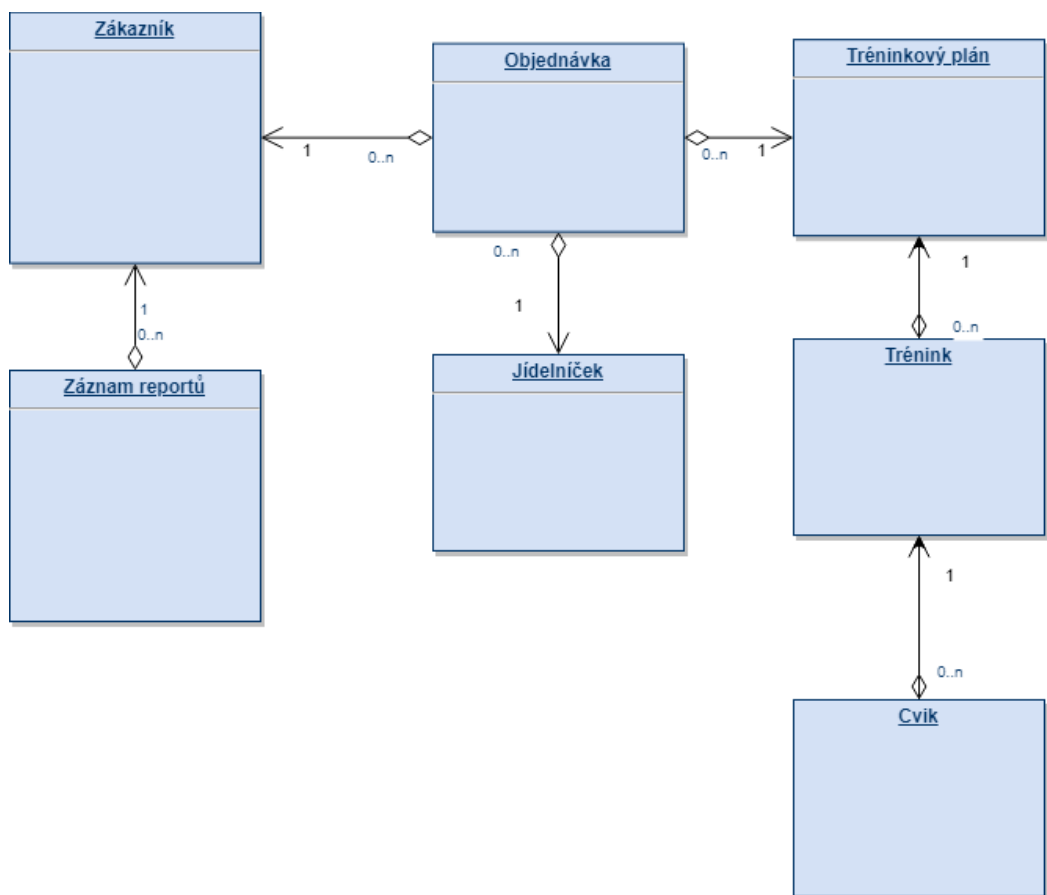 Zákazník
Objednávka
Tréninkový plán
1
0..n
0..n
1
0..n
1
1
0..n
1
0..n
Záznam reportů
Jídelníček
Trénink
1
0..n
Cvik